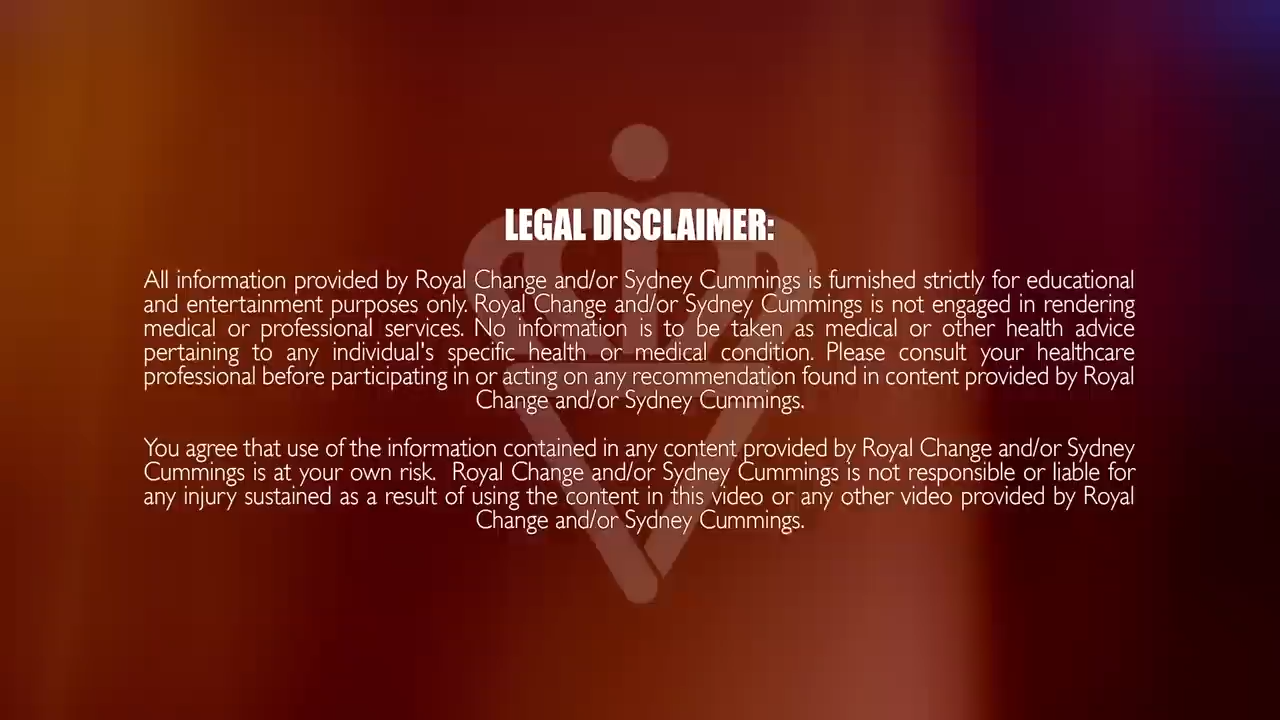 LEGAL DISCLAIMER:
All information provided by Royal Change and/or Sydney Cummings is furnished strictly for educational
and entertainment purposes only. Royal Change and/or Sydney Cummings is not engaged in rendering
medical or professional services. No information is to be taken as medical or other health advice
pertaining to any individual's specific health or medical condition. Please consult your healthcare
professional before participating in or acting on any recommendation found in content provided by Royal
Change and/or Sydney Cummings.
You agree that use of the information contained in any content provided by Royal Change and/or Sydney
Cummings is at your own risk.  Royal Change and/or Sydney Cummings is not responsible or liable for
any injury sustained as a result of using the content in this video or any other video provided by Royal
Change and/or Sydney Cummings.